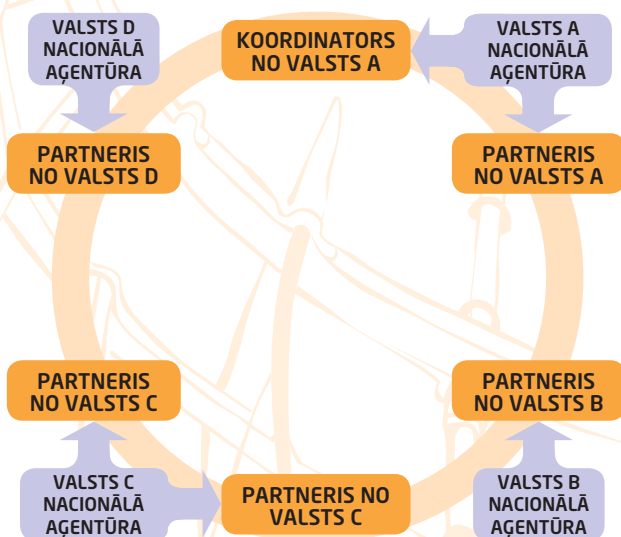 VALSTS D
NACIONĀLĀ
AĢENTŪRA
KOORDINATORS
NO VALSTS A
VALSTS A
NACIONĀLĀ
AĢENTŪRA
PARTNERIS
NO VALSTS D
PARTNERIS
NO VALSTS A
PARTNERIS
NO VALSTS C
PARTNERIS
NO VALSTS B
VALSTS C
NACIONĀLĀ
AĢENTŪRA
PARTNERIS NO
VALSTS C
VALSTS B
NACIONĀLĀ
AĢENTŪRA